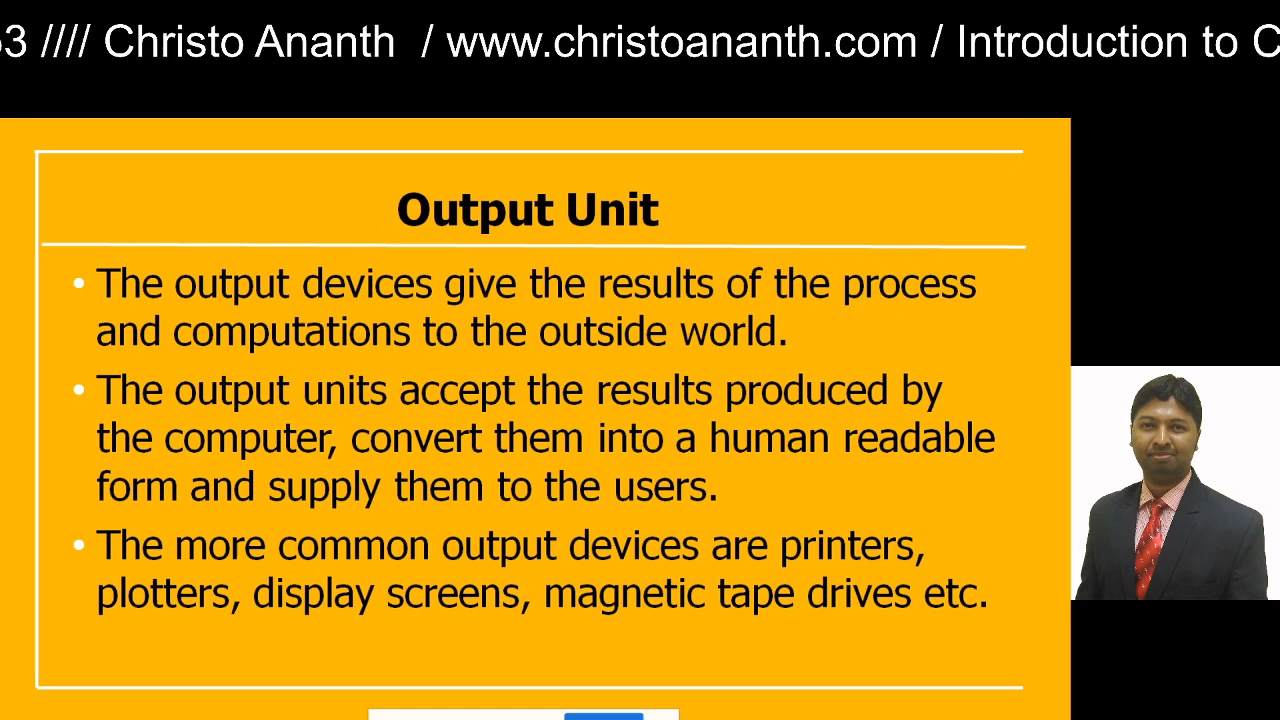 53 //// Christo Ananth / www.christoananth.com / Introduction to C
Output Unit
• The output devices give the results of the process
and computations to the outside world.
• The output units accept the results produced by
the computer, convert them into a human readable
form and supply them to the users.
• The more common output devices are printers,
plotters, display screens, magnetic tape drives etc.